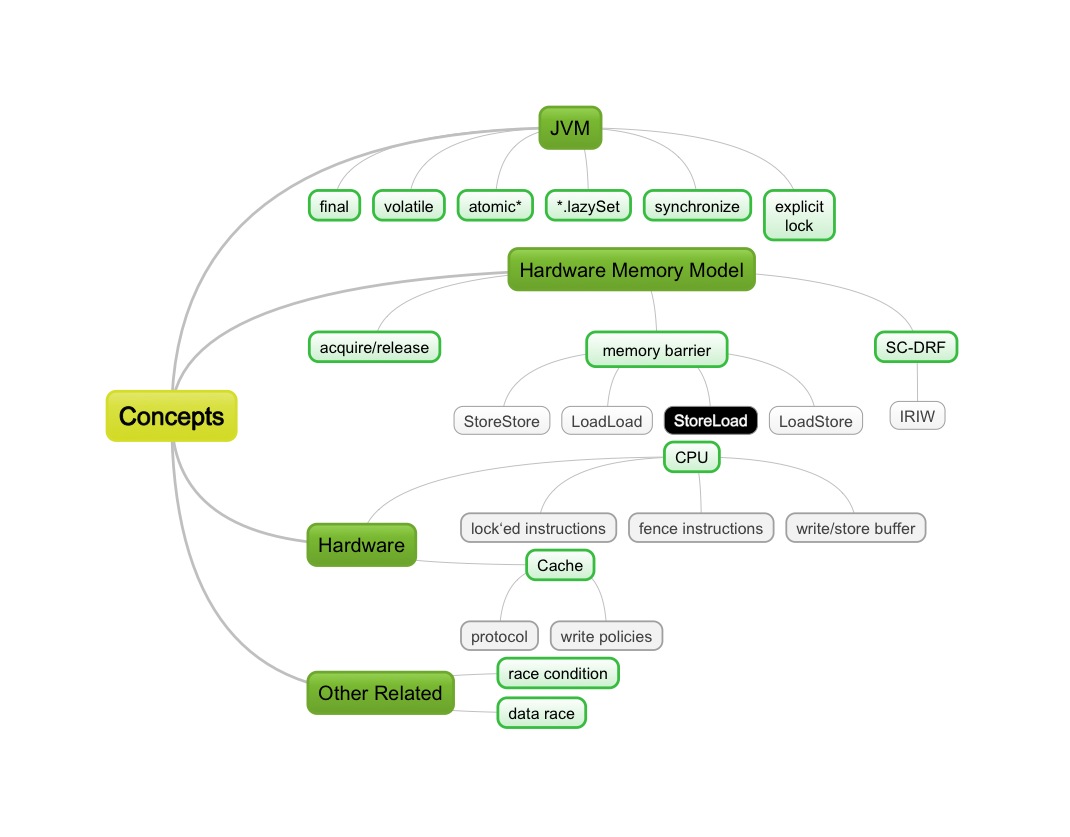 JVM
final
volatile
atomic*
*.lazySet
synchronize
explicit
lock
Hardware Memory Model
acquire/release
memory barrier
SC-DRF
StoreStore
LoadLoad
StoreLoad
LoadStore
IRIW
Concepts
CPU
lock‘ed instructions
fence instructions
write/store buffer
Hardware
Cache
protocol
write policies
Other Related
race condition
data race